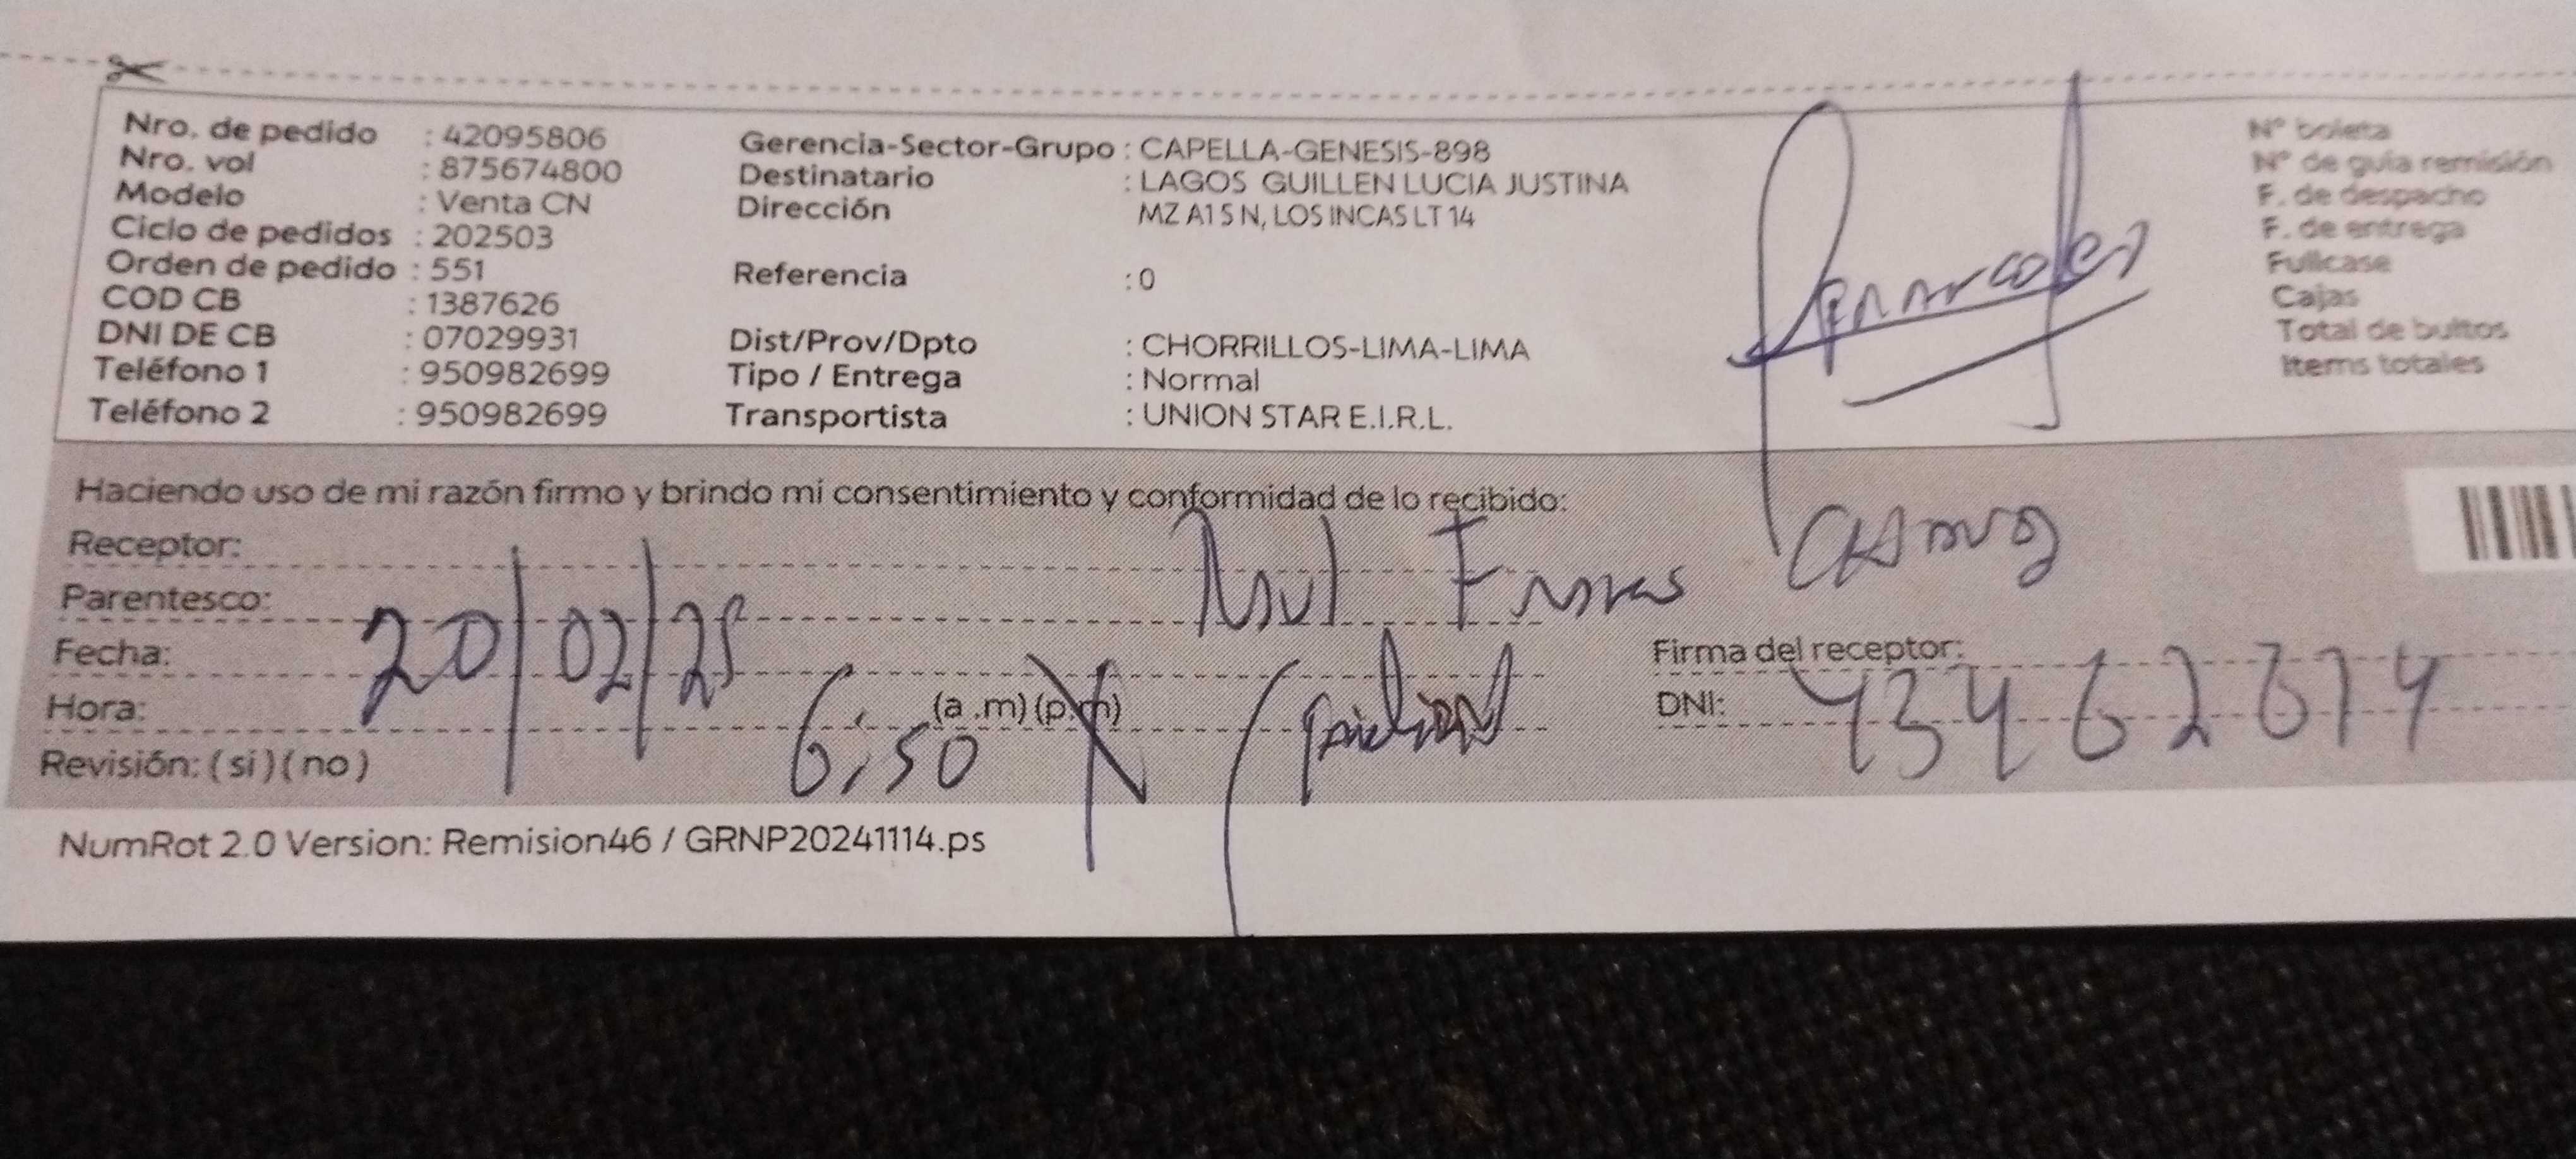 Nro. de pedido : 42095806
Nro. vol : 875674800
Modelo : Venta CN
Ciclo de pedidos : 202503
Orden de pedido : 551
COD CB : 1387626
DNI DE CB : 07029931
Teléfono 1 : 950982699
Teléfono 2 : 950982699
Gerencia-Sector-Grupo : CAPELLA-GENESIS-898
Destinatario : LAGOS GUILLEN LUCIA JUSTINA
Dirección MZ A1 S N, LOS INCAS LT 14
Referencia : 0
Dist/Prov/Dpto : CHORRILLOS-LIMA-LIMA
Tipo / Entrega : Normal
Transportista : UNION STAR E.I.R.L.
N° boleta
N° de guía remisión
F. de despacho
F. de entrega
Fullcase
Cajas
Total de bultos
Items totales
Haciendo uso de mi razón firmo y brindo mi consentimiento y conformidad de lo recibido:
Receptor:
Parentesco:
Fecha: 20/02/25
Hora: 6:50 (a .m) (p.m)
Revisión: ( si ) ( no )
Firma del receptor:
DNI:
NumRot 2.0 Version: Remision46 / GRNP20241114.ps